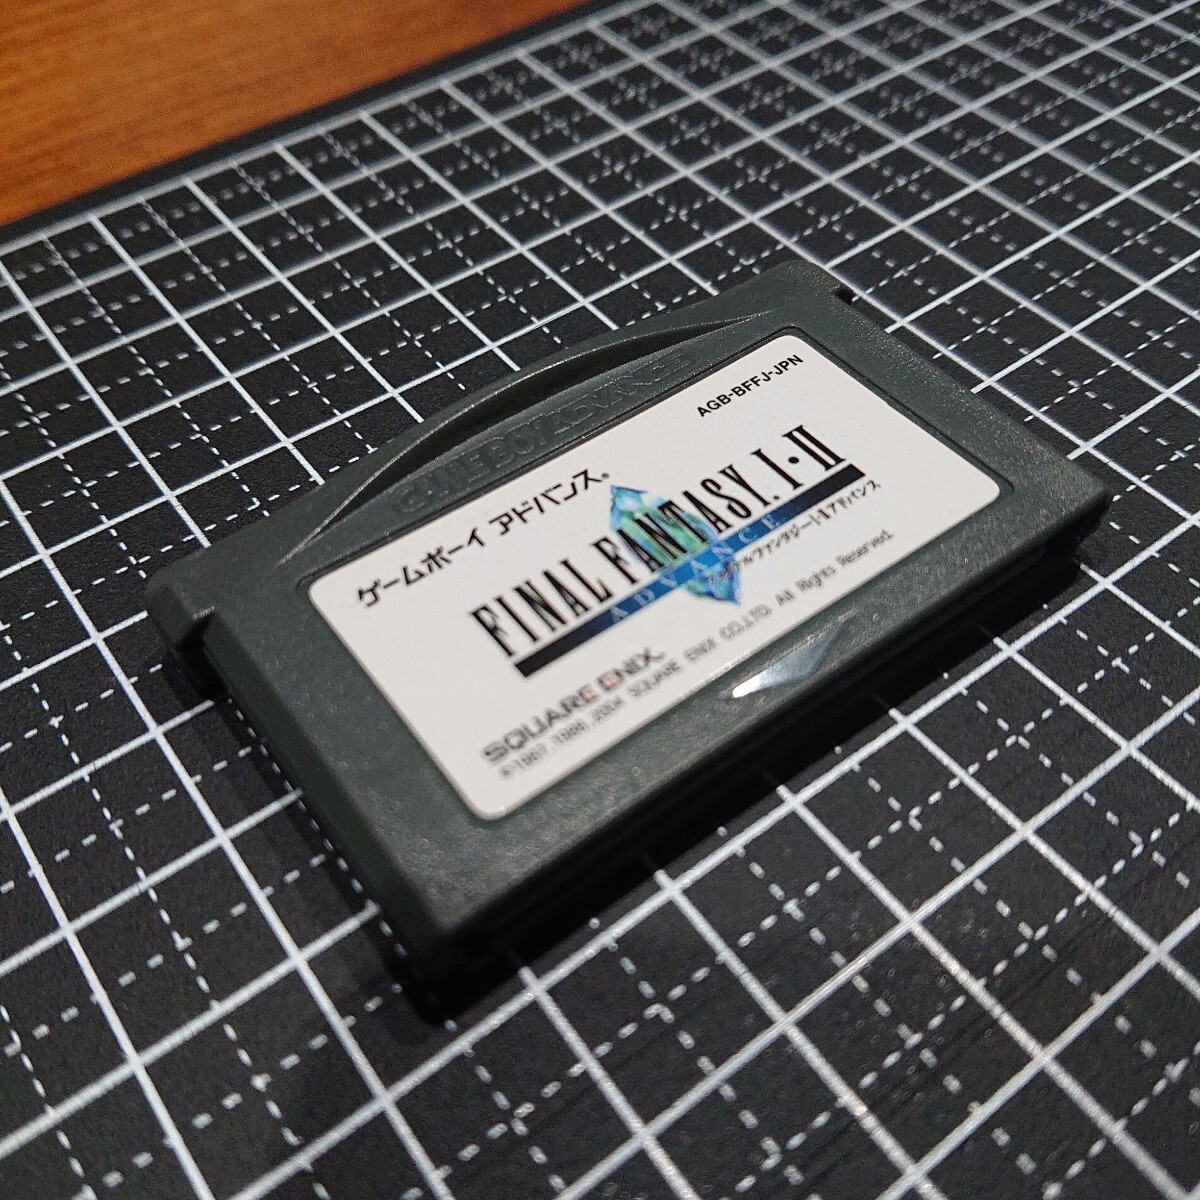 GAME BOY ADVANCE
AGB-BFFJ-JPN
ゲームボーイ アドバンス®
FINAL FANTASY. I・II
ADVANCE
ファイナルファンタジーI・IIアドバンス
SQUARE ENIX
©1987,1988,2004 SQUARE ENIX CO.,LTD. All Rights Reserved.